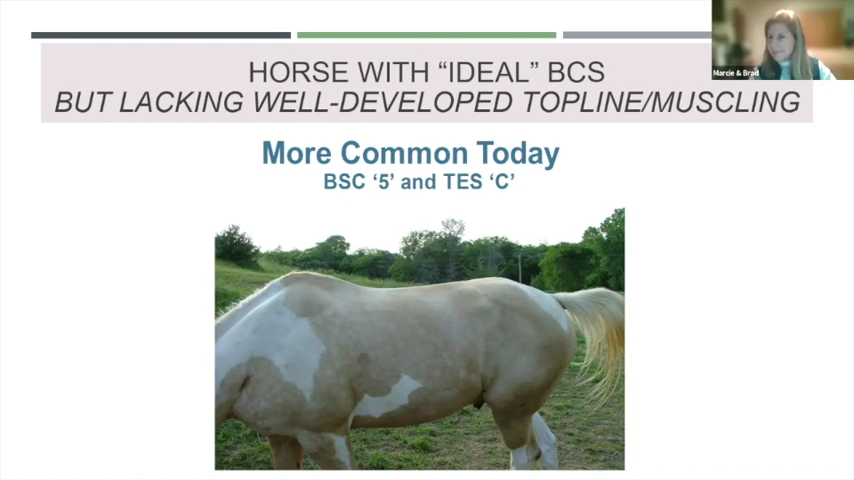 HORSE WITH “IDEAL” BCS
BUT LACKING WELL-DEVELOPED TOPLINE/MUSCLING
Marcie & Brad
More Common Today
BSC ‘5’ and TES ‘C’